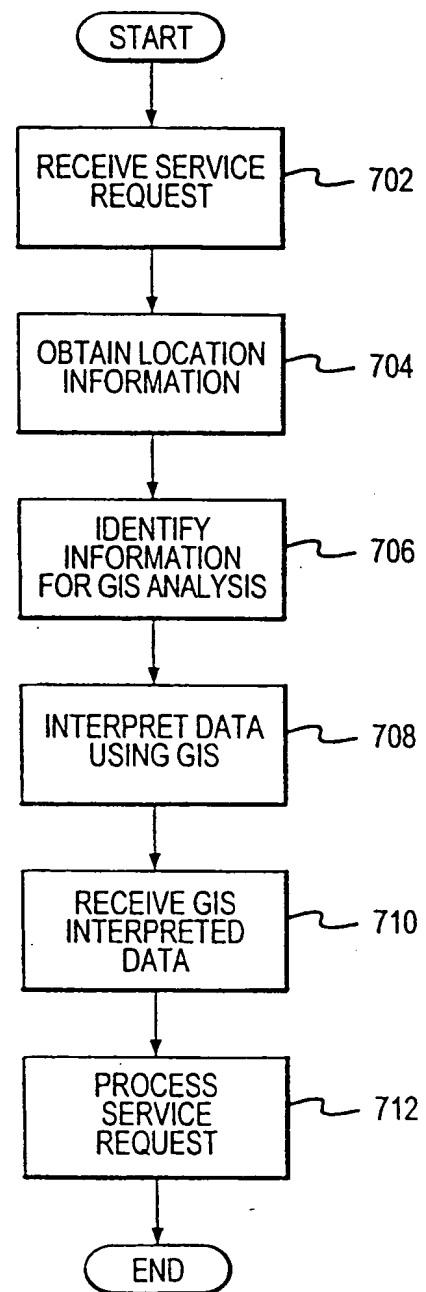 START
RECEIVE SERVICE
REQUEST
702
OBTAIN LOCATION
INFORMATION
704
IDENTIFY
INFORMATION
FOR GIS ANALYSIS
706
INTERPRET DATA
USING GIS
708
RECEIVE GIS
INTERPRETED
DATA
710
PROCESS
SERVICE
REQUEST
712
END